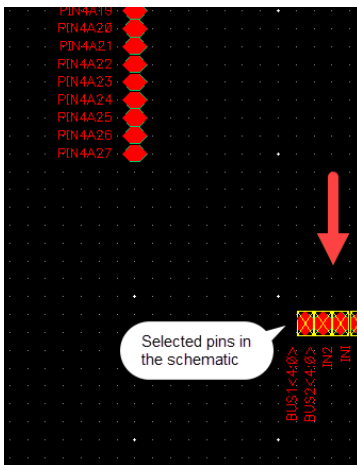 PIN4A19
PIN4A20
PIN4A21
PIN4A22
PIN4A23
PIN4A24
PIN4A25
PIN4A26
PIN4A27
Selected pins in
the schematic
BUS1<4:0>
BUS2<4:0>
IN2
IN1